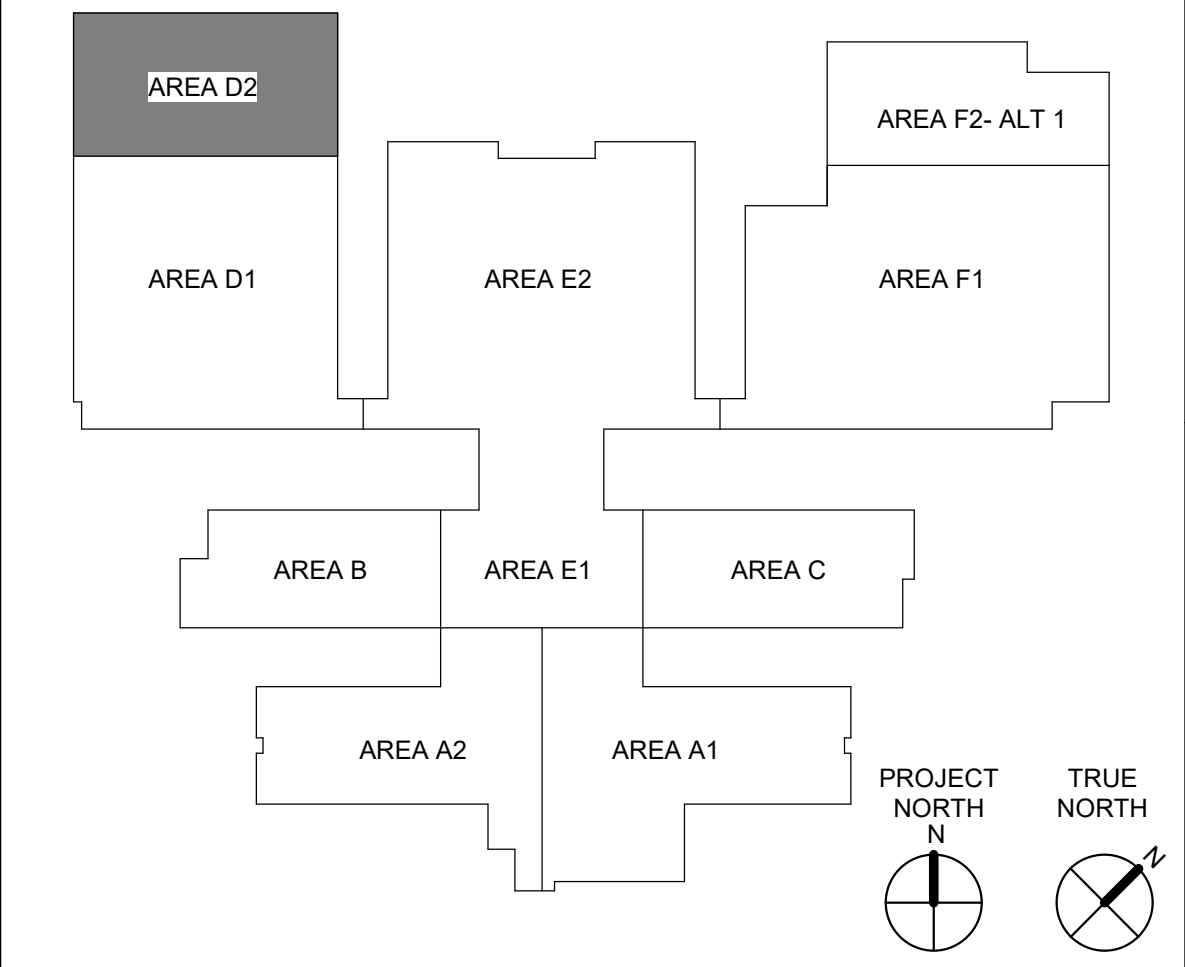 AREA D2
AREA F2- ALT 1
AREA D1
AREA E2
AREA F1
AREA B
AREA E1
AREA C
AREA A2
AREA A1
PROJECT
NORTH
N
TRUE
NORTH
N